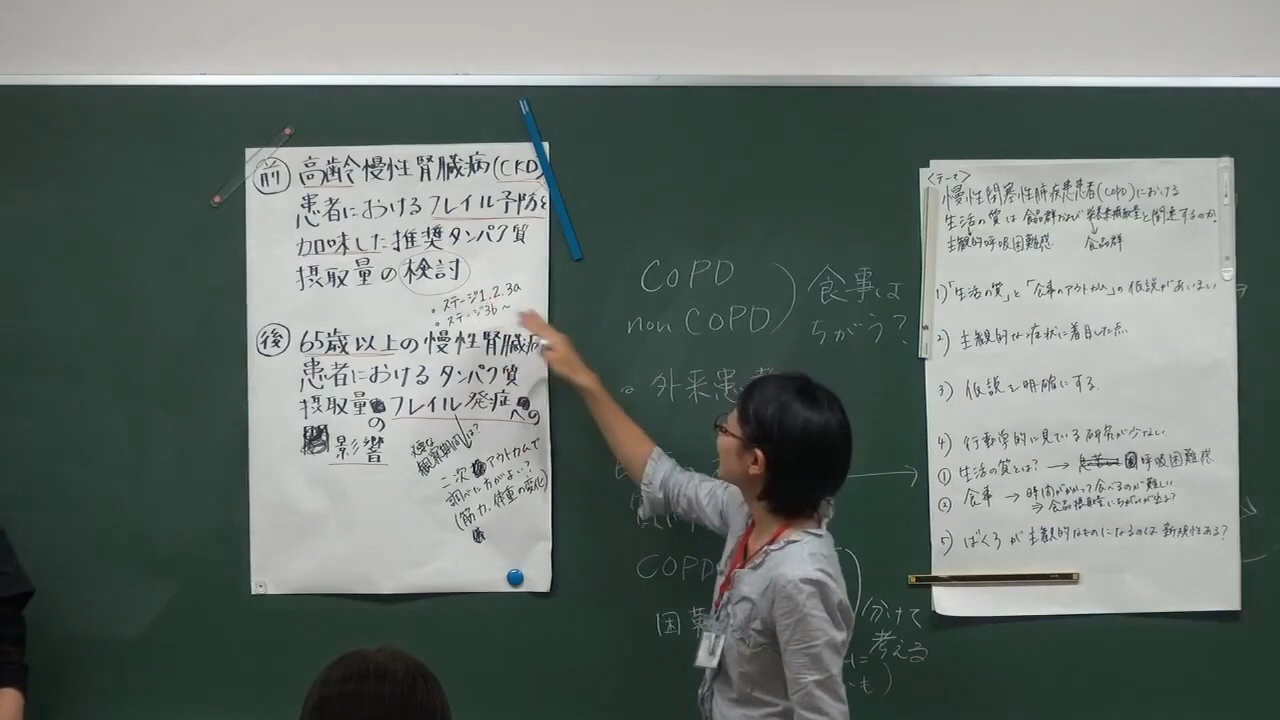 前 高齢慢性腎臓病(CKD)
患者におけるフレイル予防を
加味した推奨タンパク質
摂取量の検討
・ステージ1.2.3a
・ステージ3b~
後 65歳以上の慢性腎臓病
患者におけるタンパク質
摂取量の フレイル発症への
影響
観察期間は?
二次 アウトカムで
調べた方がよい?
(筋力、体重の変化)
COPD
non COPD
食事は
ちがう?
外来患者
COPD
分けて
考える
<テーマ>
慢性閉塞性肺疾患患者(COPD)における
生活の質は食品群および栄養素摂取量と関連するのか
主観的呼吸困難感 食品群
1)「生活の質」と「食事のアウトカム」の仮説があいまい
2) 主観的な症状に着目した点
3) 仮説を明確にする.
4) 行動学的に見ている研究が少ない
① 生活の質とは? → 呼吸困難感
② 食事 → 時間がかかって食べるのが難しい
⇒ 食品摂取量にちがいが出る?
5) ばくろが主観的なものになるのは新規性ある?